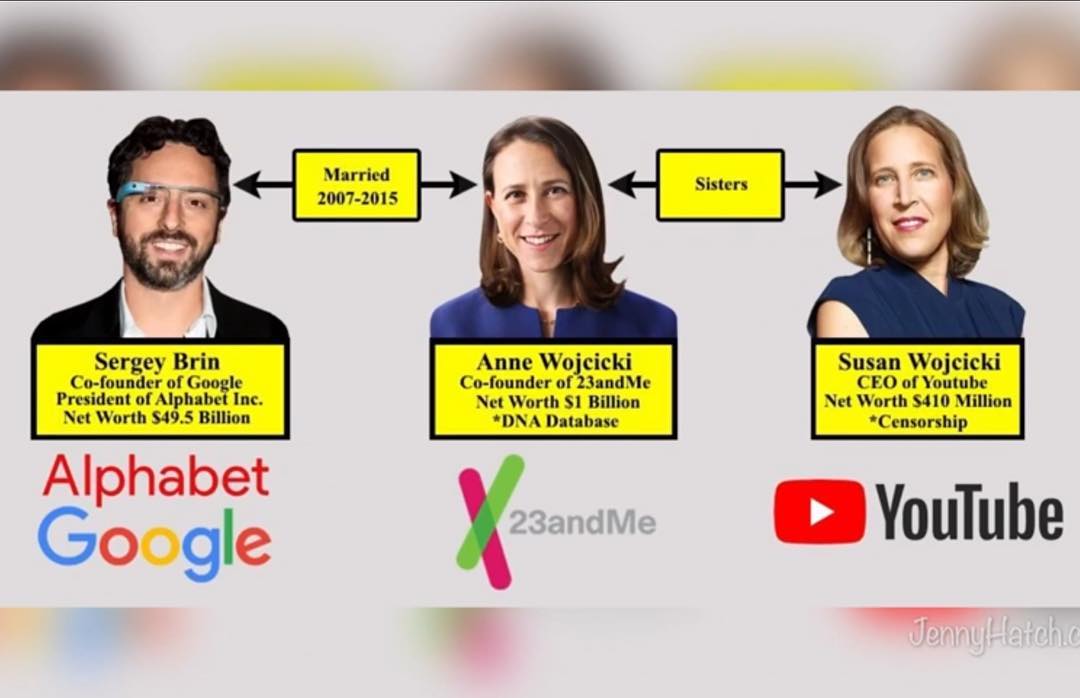 Married
2007-2015
Sisters
Sergey Brin
Co-founder of Google
President of Alphabet Inc.
Net Worth $49.5 Billion
Anne Wojcicki
Co-founder of 23andMe
Net Worth $1 Billion
*DNA Database
Susan Wojcicki
CEO of Youtube
Net Worth $410 Million
*Censorship
Alphabet
Google
23andMe
YouTube
JennyHatch.c